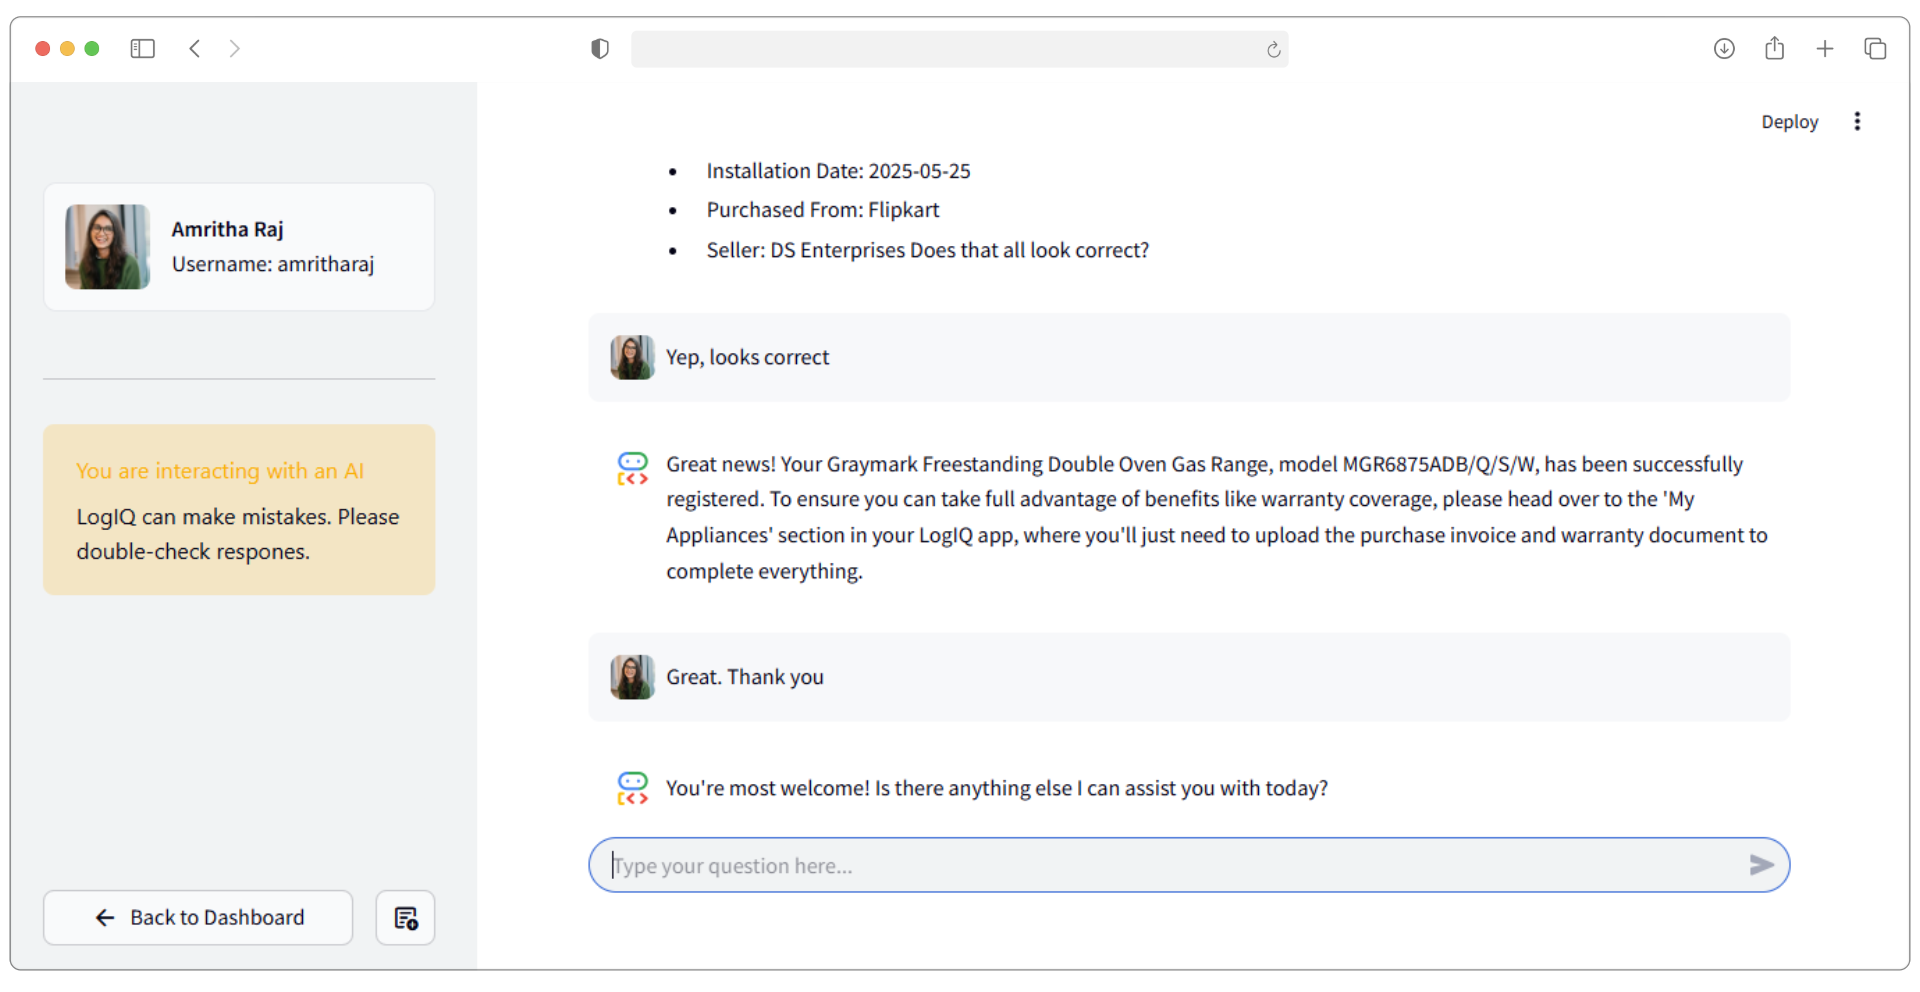 Deploy
Amritha Raj
Username: amritharaj
You are interacting with an AI
LogIQ can make mistakes. Please
double-check respones.
Back to Dashboard
• Installation Date: 2025-05-25
• Purchased From: Flipkart
• Seller: DS Enterprises Does that all look correct?
Yep, looks correct
Great news! Your Graymark Freestanding Double Oven Gas Range, model MGR6875ADB/Q/S/W, has been successfully
registered. To ensure you can take full advantage of benefits like warranty coverage, please head over to the 'My
Appliances' section in your LogIQ app, where you'll just need to upload the purchase invoice and warranty document to
complete everything.
Great. Thank you
You're most welcome! Is there anything else I can assist you with today?
Type your question here...